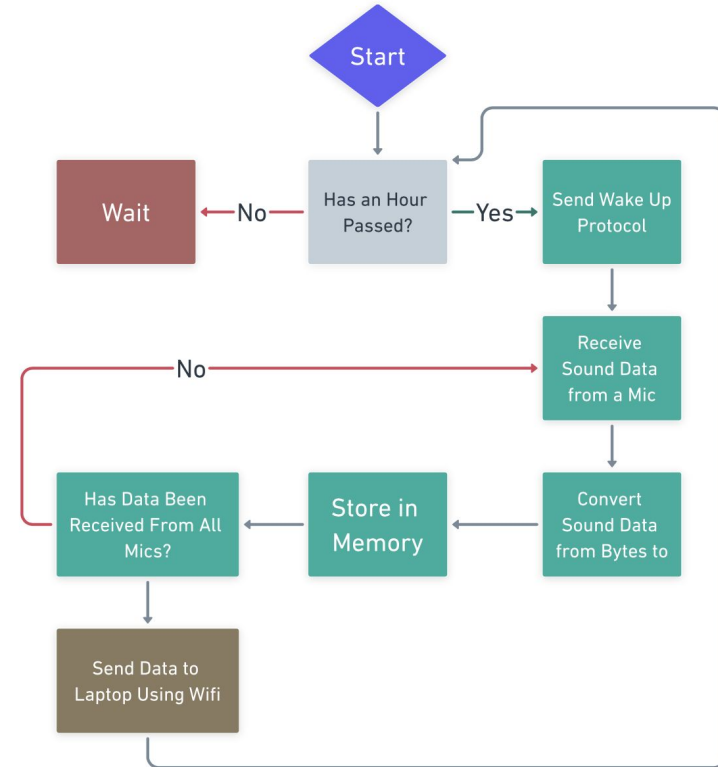 Start
Wait
No
Has an Hour
Passed?
Yes
Send Wake Up
Protocol
Receive
Sound Data
from a Mic
No
Has Data Been
Received From All
Mics?
Store in
Memory
Convert
Sound Data
from Bytes to
Send Data to
Laptop Using Wifi